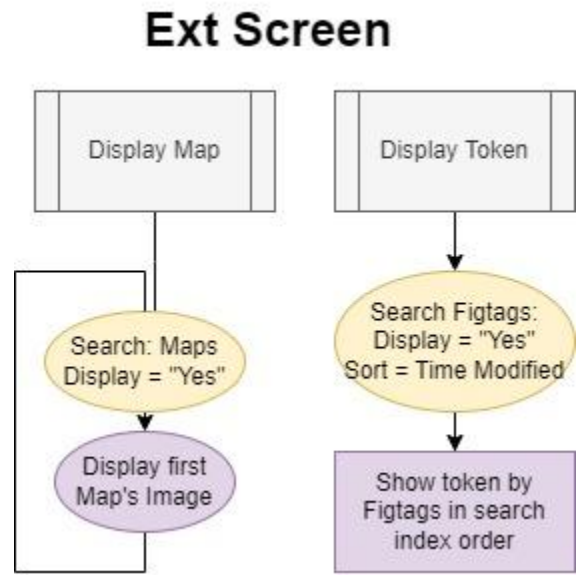 Ext Screen
Display Map
Display Token
Search: Maps
Display = "Yes"
Search Figtags:
Display = "Yes"
Sort = Time Modified
Display first
Map's Image
Show token by
Figtags in search
index order